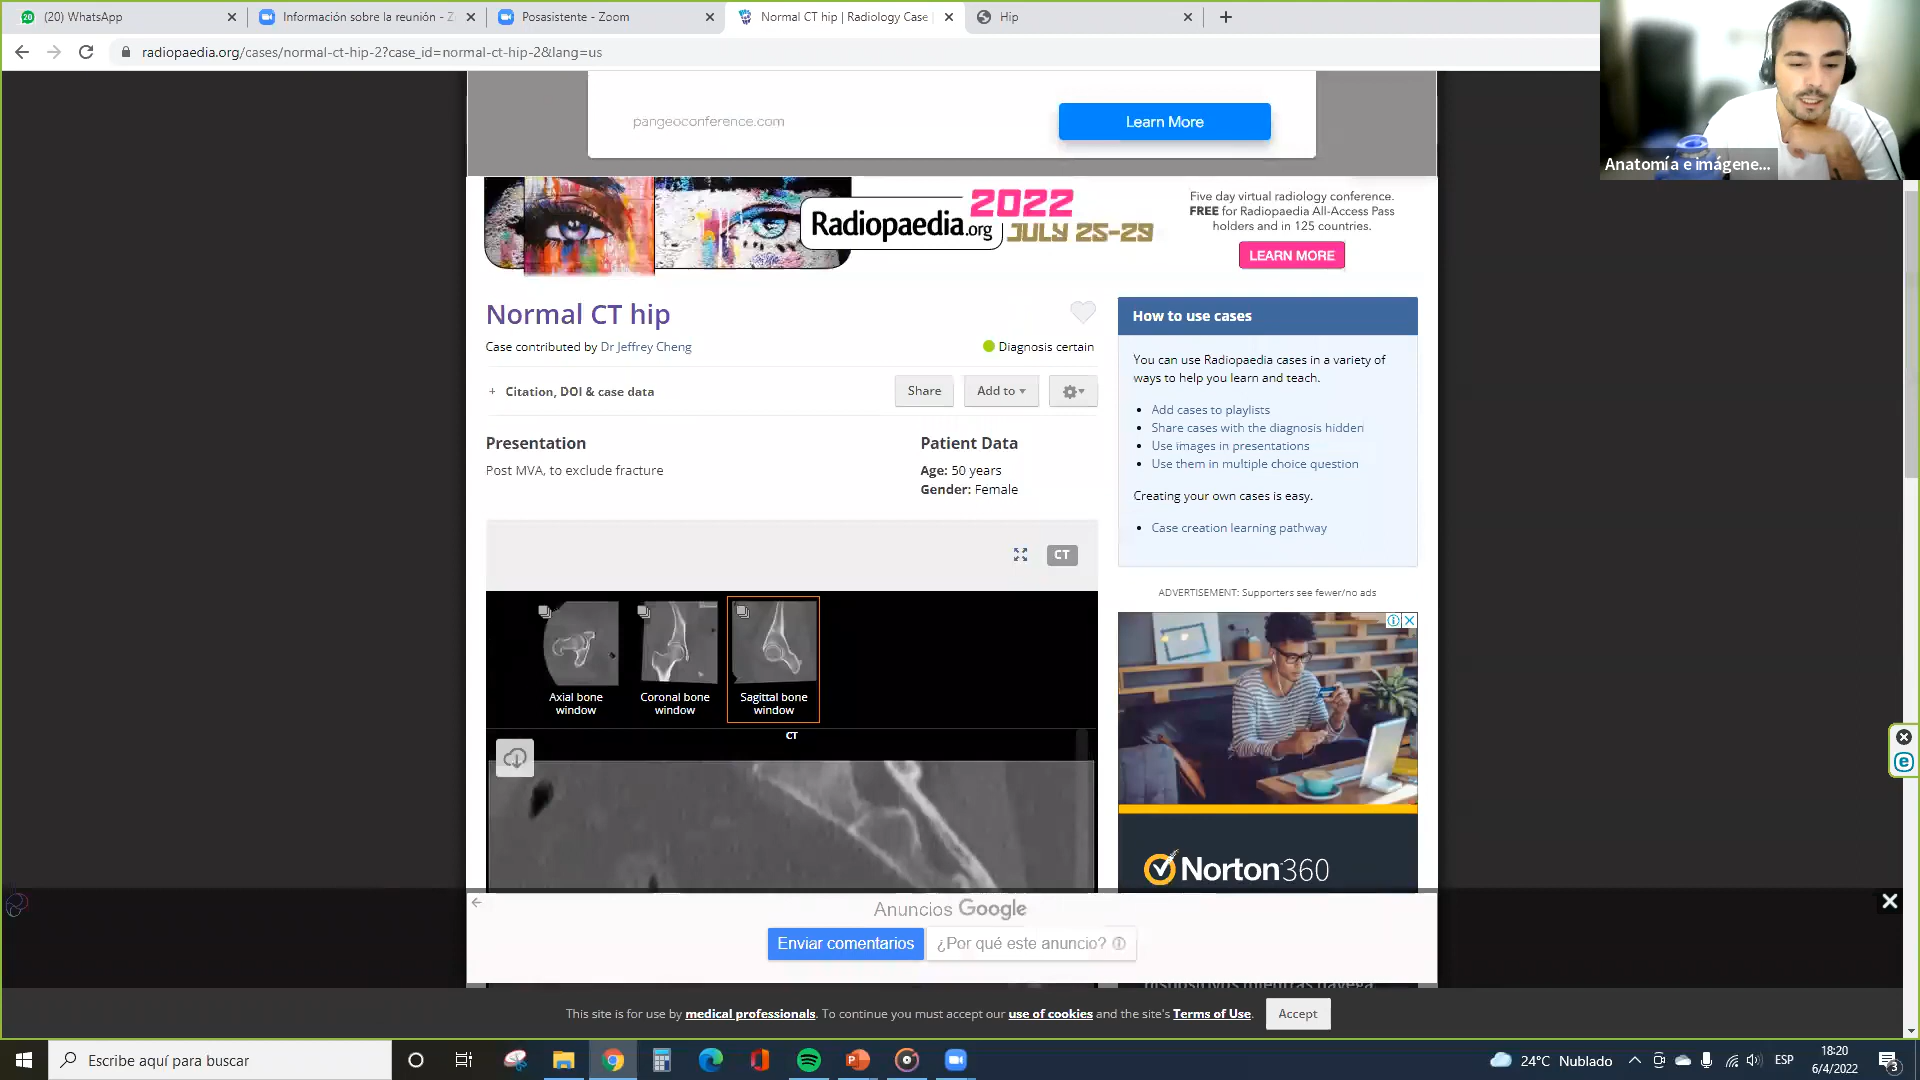 (20) WhatsApp
Información sobre la reunión - Z
Posasistente - Zoom
Normal CT hip | Radiology Case
Hip
radiopaedia.org/cases/normal-ct-hip-2?case_id=normal-ct-hip-2&lang=us
Anatomía e imágene...
pangeoconference.com
Learn More
Radiopaedia.org
2022
JULY 25-29
Five day virtual radiology conference.
FREE for Radiopaedia All-Access Pass
holders and in 125 countries.
LEARN MORE
Normal CT hip
Case contributed by Dr Jeffrey Cheng
Diagnosis certain
+ Citation, DOI & case data
Share
Add to
Presentation
Post MVA, to exclude fracture
Patient Data
Age: 50 years
Gender: Female
How to use cases
You can use Radiopaedia cases in a variety of
ways to help you learn and teach.
• Add cases to playlists
• Share cases with the diagnosis hidden
• Use images in presentations
• Use them in multiple choice question
Creating your own cases is easy.
• Case creation learning pathway
CT
Axial bone
window
Coronal bone
window
Sagittal bone
window
CT
ADVERTISEMENT: Supporters see fewer/no ads
Norton360
Anuncios Google
Enviar comentarios
¿Por qué este anuncio?
This site is for use by medical professionals. To continue you must accept our use of cookies and the site's Terms of Use.
Accept
Escribe aquí para buscar
24°C Nublado
ESP
18:20
6/4/2022
3